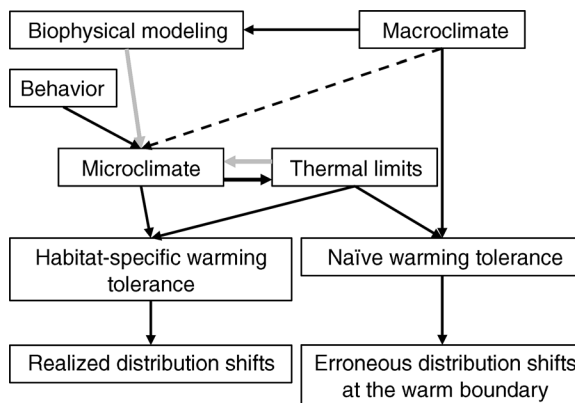 Biophysical modeling
Macroclimate
Behavior
Microclimate
Thermal limits
Habitat-specific warming
tolerance
Naïve warming tolerance
Realized distribution shifts
Erroneous distribution shifts
at the warm boundary